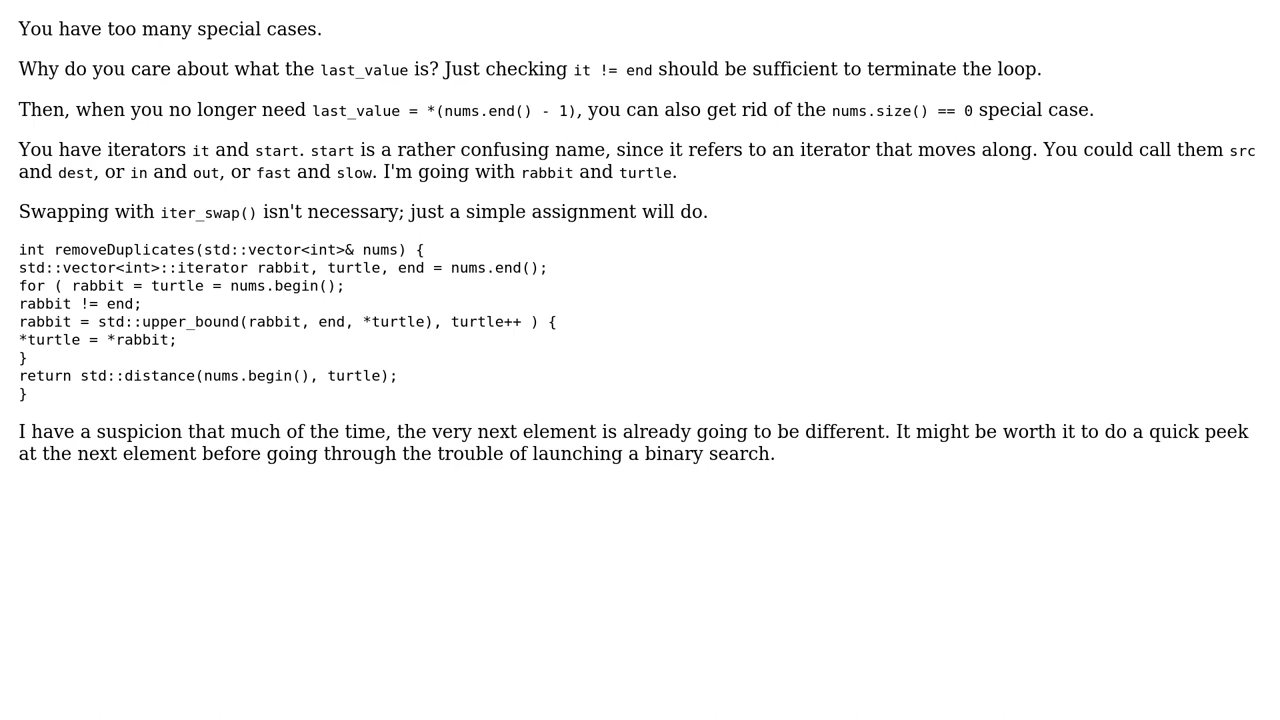 You have too many special cases.
Why do you care about what the last_value is? Just checking it != end should be sufficient to terminate the loop.
Then, when you no longer need last_value = *(nums.end() - 1), you can also get rid of the nums.size() == 0 special case.
You have iterators it and start. start is a rather confusing name, since it refers to an iterator that moves along. You could call them src
and dest, or in and out, or fast and slow. I'm going with rabbit and turtle.
Swapping with iter_swap() isn't necessary; just a simple assignment will do.
int removeDuplicates(std::vector<int>& nums) {
std::vector<int>::iterator rabbit, turtle, end = nums.end();
for ( rabbit = turtle = nums.begin();
rabbit != end;
rabbit = std::upper_bound(rabbit, end, *turtle), turtle++ ) {
*turtle = *rabbit;
}
return std::distance(nums.begin(), turtle);
}
I have a suspicion that much of the time, the very next element is already going to be different. It might be worth it to do a quick peek
at the next element before going through the trouble of launching a binary search.